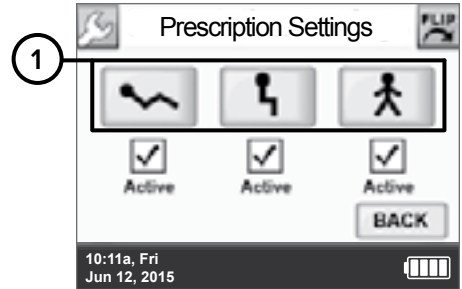 Prescription Settings
FLIP
1
Active Active Active
BACK
10:11a, Fri
Jun 12, 2015